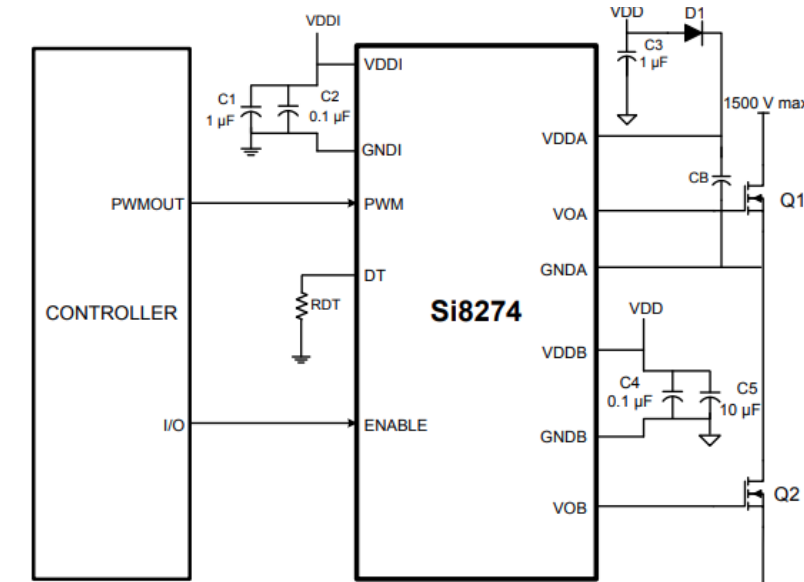 VDD
D1
VDDI
C3
1 µF
VDDI
C1
1 µF
C2
0.1 µF
1500 V max
GNDI
VDDA
CB
PWMOUT
PWM
VOA
Q1
DT
GNDA
RDT
CONTROLLER
Si8274
VDD
VDDB
C4
0.1 µF
C5
10 µF
I/O
ENABLE
GNDB
VOB
Q2